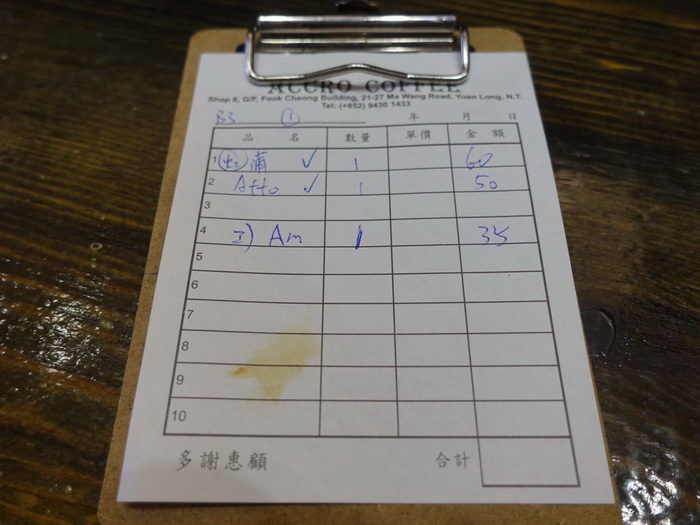 ACCRO COFFEE
Shop 8, G/F, Fook Cheong Building, 21-27 Ma Wang Road, Yuen Long, N.T.
Tel: (+852) 9430 1433
B3 ① 年 月 日
品 名 數量 單價 金 額
1 蒲 ✓ 1 60
2 Affo ✓ 1 50
3
4 I) Am 1 35
5
6
7
8
9
10
多謝惠顧 合計